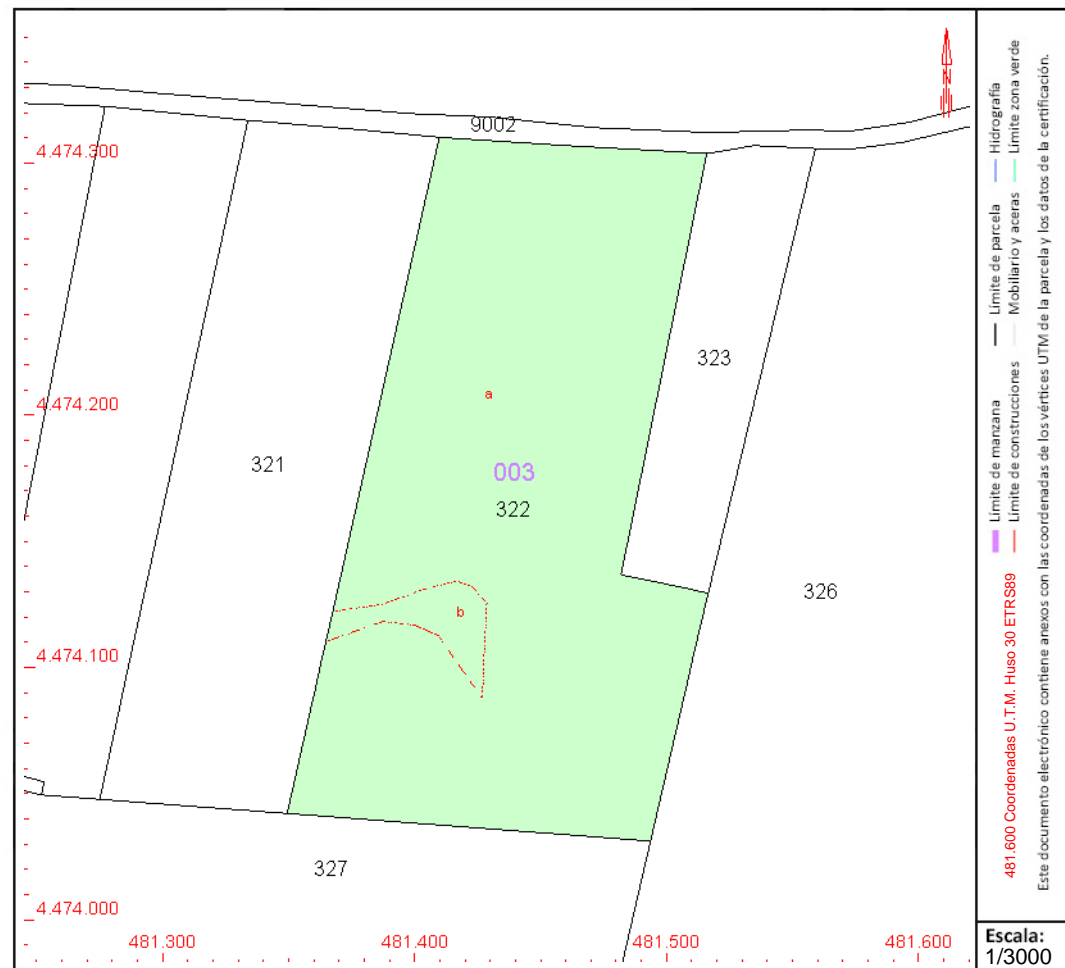 N
9002
4.474.300
323
4.474.200
a
321
003
322
326
b
4.474.100
327
4.474.000
481.300
481.400
481.500
481.600
Hidrografía
Límite zona verde
Límite de parcela
Mobiliario y aceras
Límite de manzana
Límite de construcciones
481.600 Coordenadas U.T.M. Huso 30 ETRS89
Este documento electrónico contiene anexos con las coordenadas de los vértices UTM de la parcela y los datos de la certificación.
Escala:
1/3000